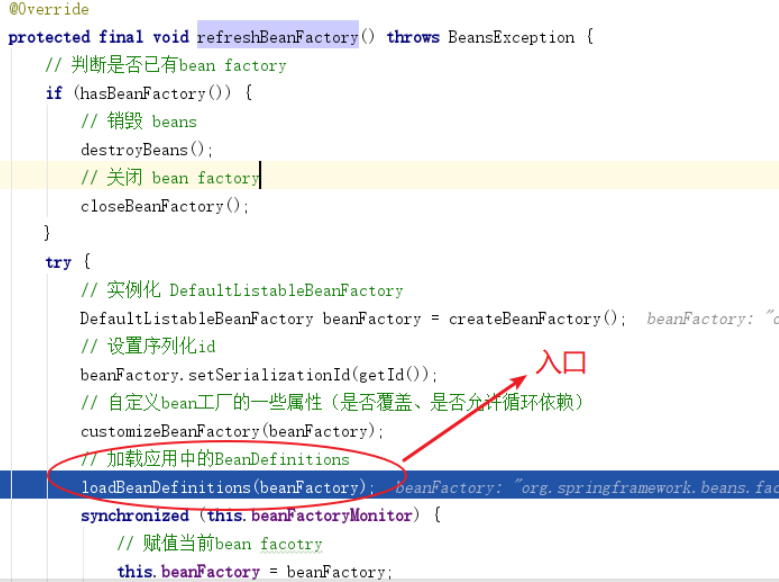 @Override
protected final void refreshBeanFactory() throws BeansException {
// 判断是否已有bean factory
if (hasBeanFactory()) {
// 销毁 beans
destroyBeans();
// 关闭 bean factory
closeBeanFactory();
}
try {
// 实例化 DefaultListableBeanFactory
DefaultListableBeanFactory beanFactory = createBeanFactory(); beanFactory: "o
// 设置序列化id
beanFactory.setSerializationId(getId());
入口
// 自定义bean工厂的一些属性（是否覆盖、是否允许循环依赖）
customizeBeanFactory(beanFactory);
// 加载应用中的BeanDefinitions
loadBeanDefinitions(beanFactory); beanFactory: "org.springframework.beans.fac
synchronized (this.beanFactoryMonitor) {
// 赋值当前bean facotry
this.beanFactory = beanFactory;